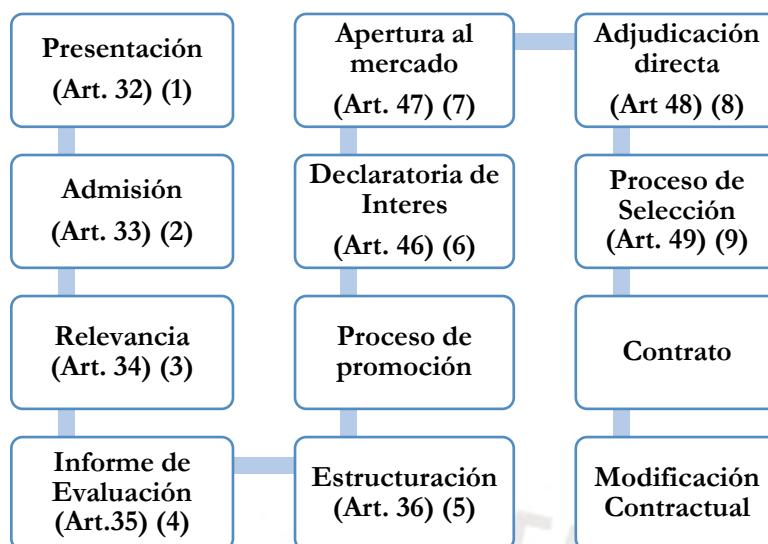 Presentación
(Art. 32) (1)
Admisión
(Art. 33) (2)
Relevancia
(Art. 34) (3)
Informe de
Evaluación
(Art.35) (4)
Estructuración
(Art. 36) (5)
Proceso de
promoción
Declaratoria de
Interes
(Art. 46) (6)
Apertura al
mercado
(Art. 47) (7)
Adjudicación
directa
(Art 48) (8)
Proceso de
Selección
(Art. 49) (9)
Contrato
Modificación
Contractual